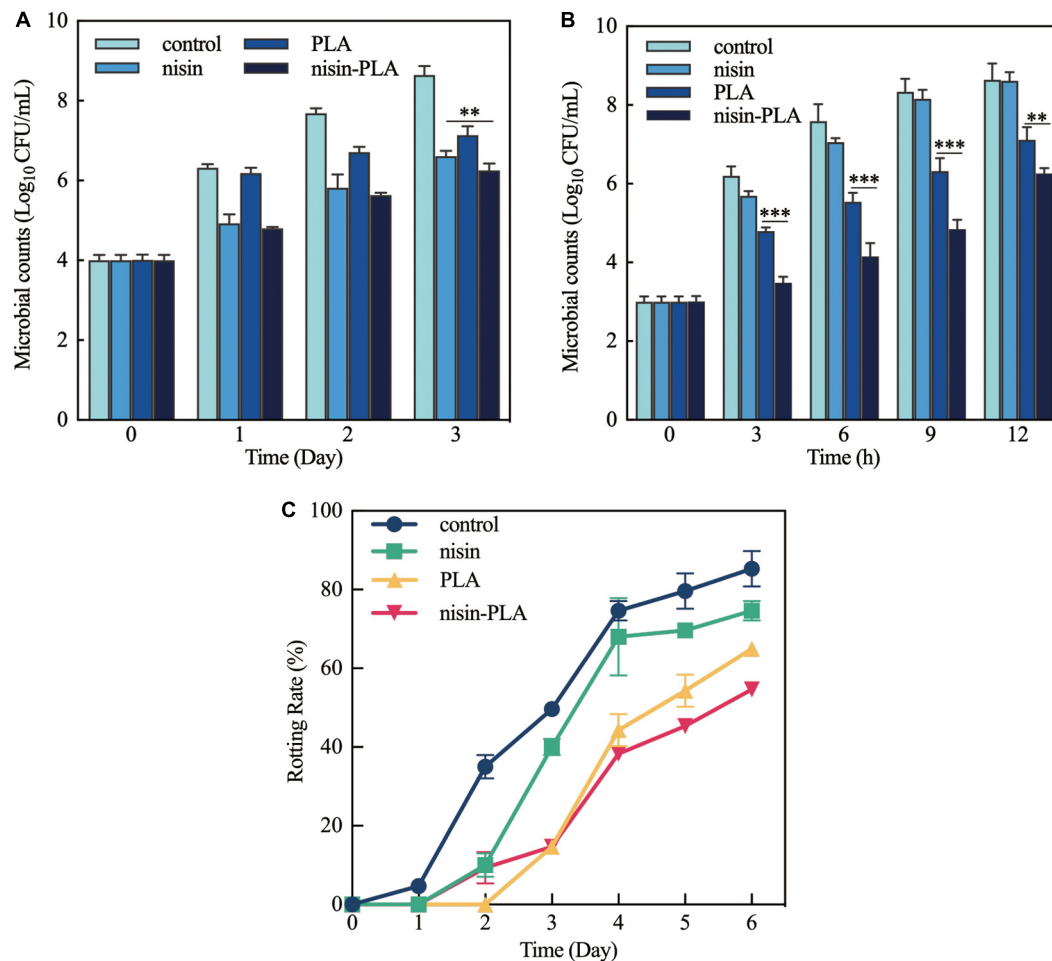 A
Microbial counts (Log10 CFU/mL)
10
8
6
4
2
0
control
nisin
PLA
nisin-PLA
**
0 1 2 3
Time (Day)
B
Microbial counts (Log10 CFU/mL)
10
8
6
4
2
0
control
nisin
PLA
nisin-PLA
***
***
***
**
0 3 6 9 12
Time (h)
C
Rotting Rate (%)
100
80
60
40
20
0
control
nisin
PLA
nisin-PLA
0 1 2 3 4 5 6
Time (Day)